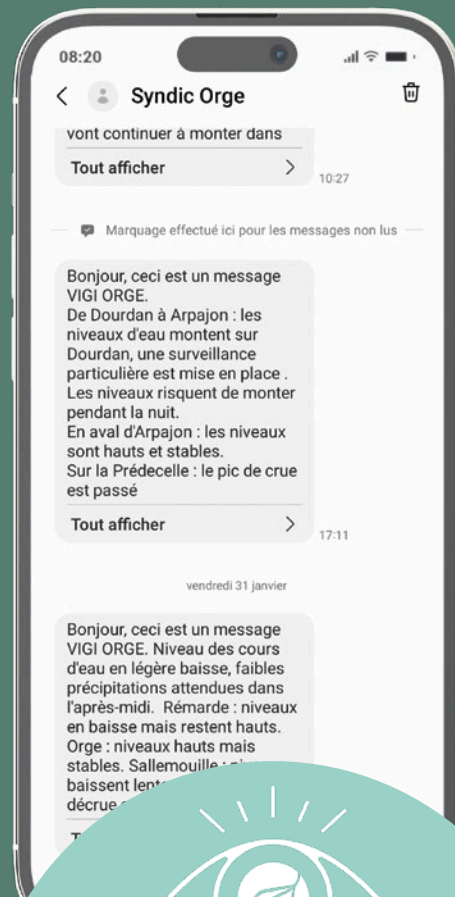 08:20
Syndic Orge
vont continuer à monter dans
Tout afficher
10:27
Marquage effectué ici pour les messages non lus
Bonjour, ceci est un message
VIGI ORGE.
De Dourdan à Arpajon : les
niveaux d'eau montent sur
Dourdan, une surveillance
particulière est mise en place .
Les niveaux risquent de monter
pendant la nuit.
En aval d'Arpajon : les niveaux
sont hauts et stables.
Sur la Prédecelle : le pic de crue
est passé
Tout afficher
17:11
vendredi 31 janvier
Bonjour, ceci est un message
VIGI ORGE. Niveau des cours
d'eau en légère baisse, faibles
précipitations attendues dans
l'après-midi. Rémarde : niveaux
en baisse mais restent hauts.
Orge : niveaux hauts mais
stables. Sallemouille :
baissent
décrue